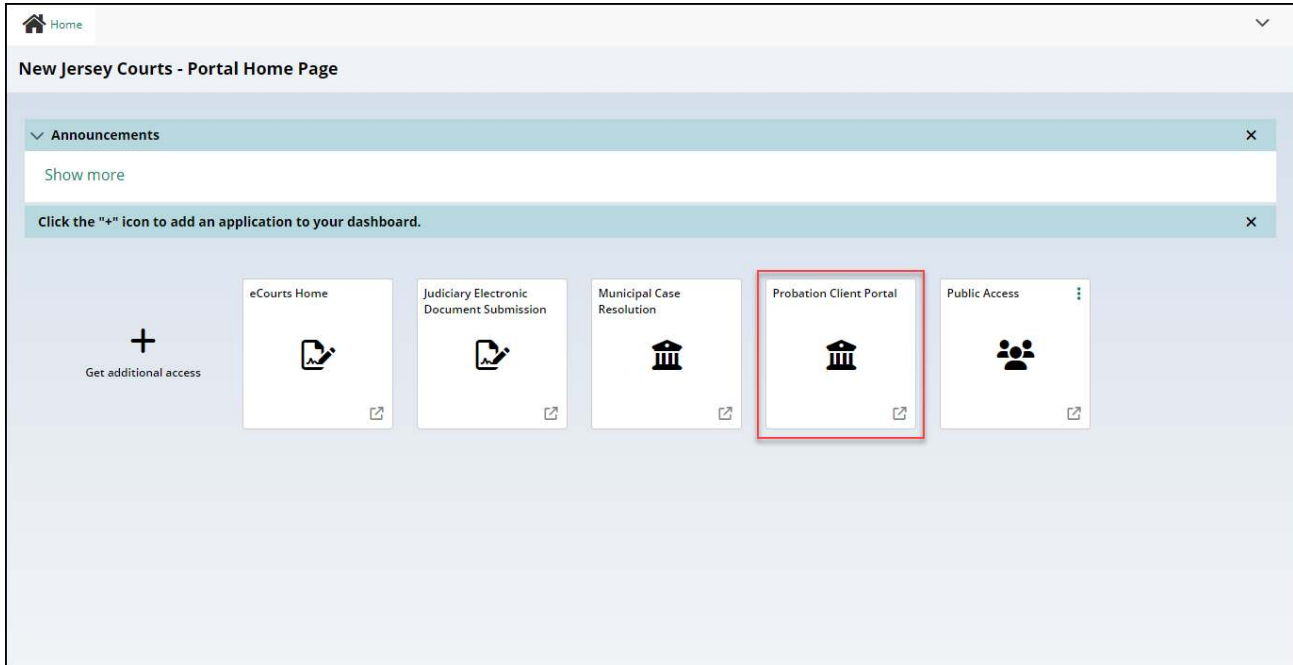 Home
New Jersey Courts - Portal Home Page
Announcements
Show more
Click the "+" icon to add an application to your dashboard.
Get additional access
eCourts Home
Judiciary Electronic
Document Submission
Municipal Case
Resolution
Probation Client Portal
Public Access